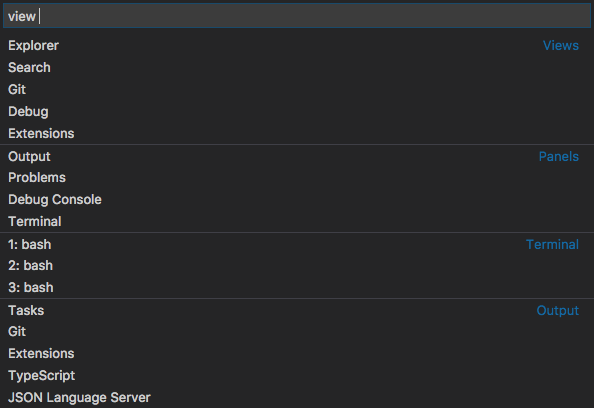 view
Explorer Views
Search
Git
Debug
Extensions
Output Panels
Problems
Debug Console
Terminal
1: bash Terminal
2: bash
3: bash
Tasks Output
Git
Extensions
TypeScript
JSON Language Server